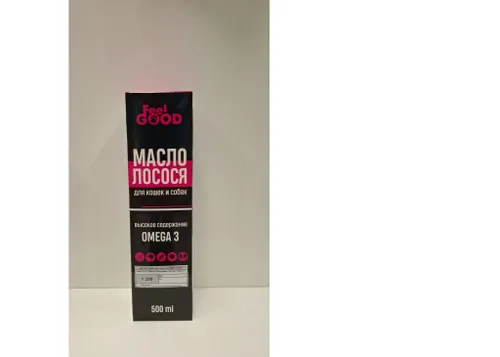 Feel
GOOD
МАСЛО
ЛОСОСЯ
для кошек и собак
высокое содержание
OMEGA 3
500 ml